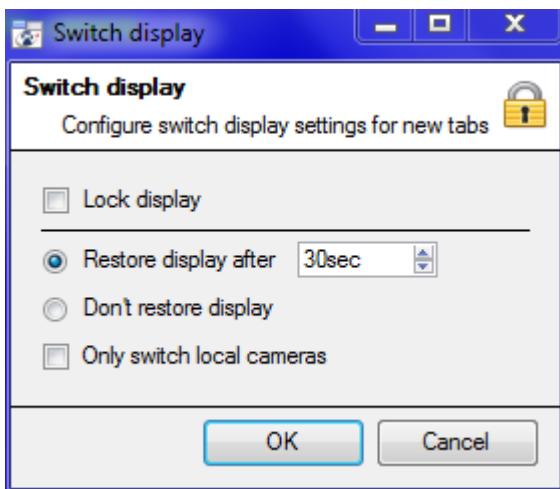 Switch display
Switch display
Configure switch display settings for new tabs
Lock display
Restore display after 30sec
Don't restore display
Only switch local cameras
OK Cancel